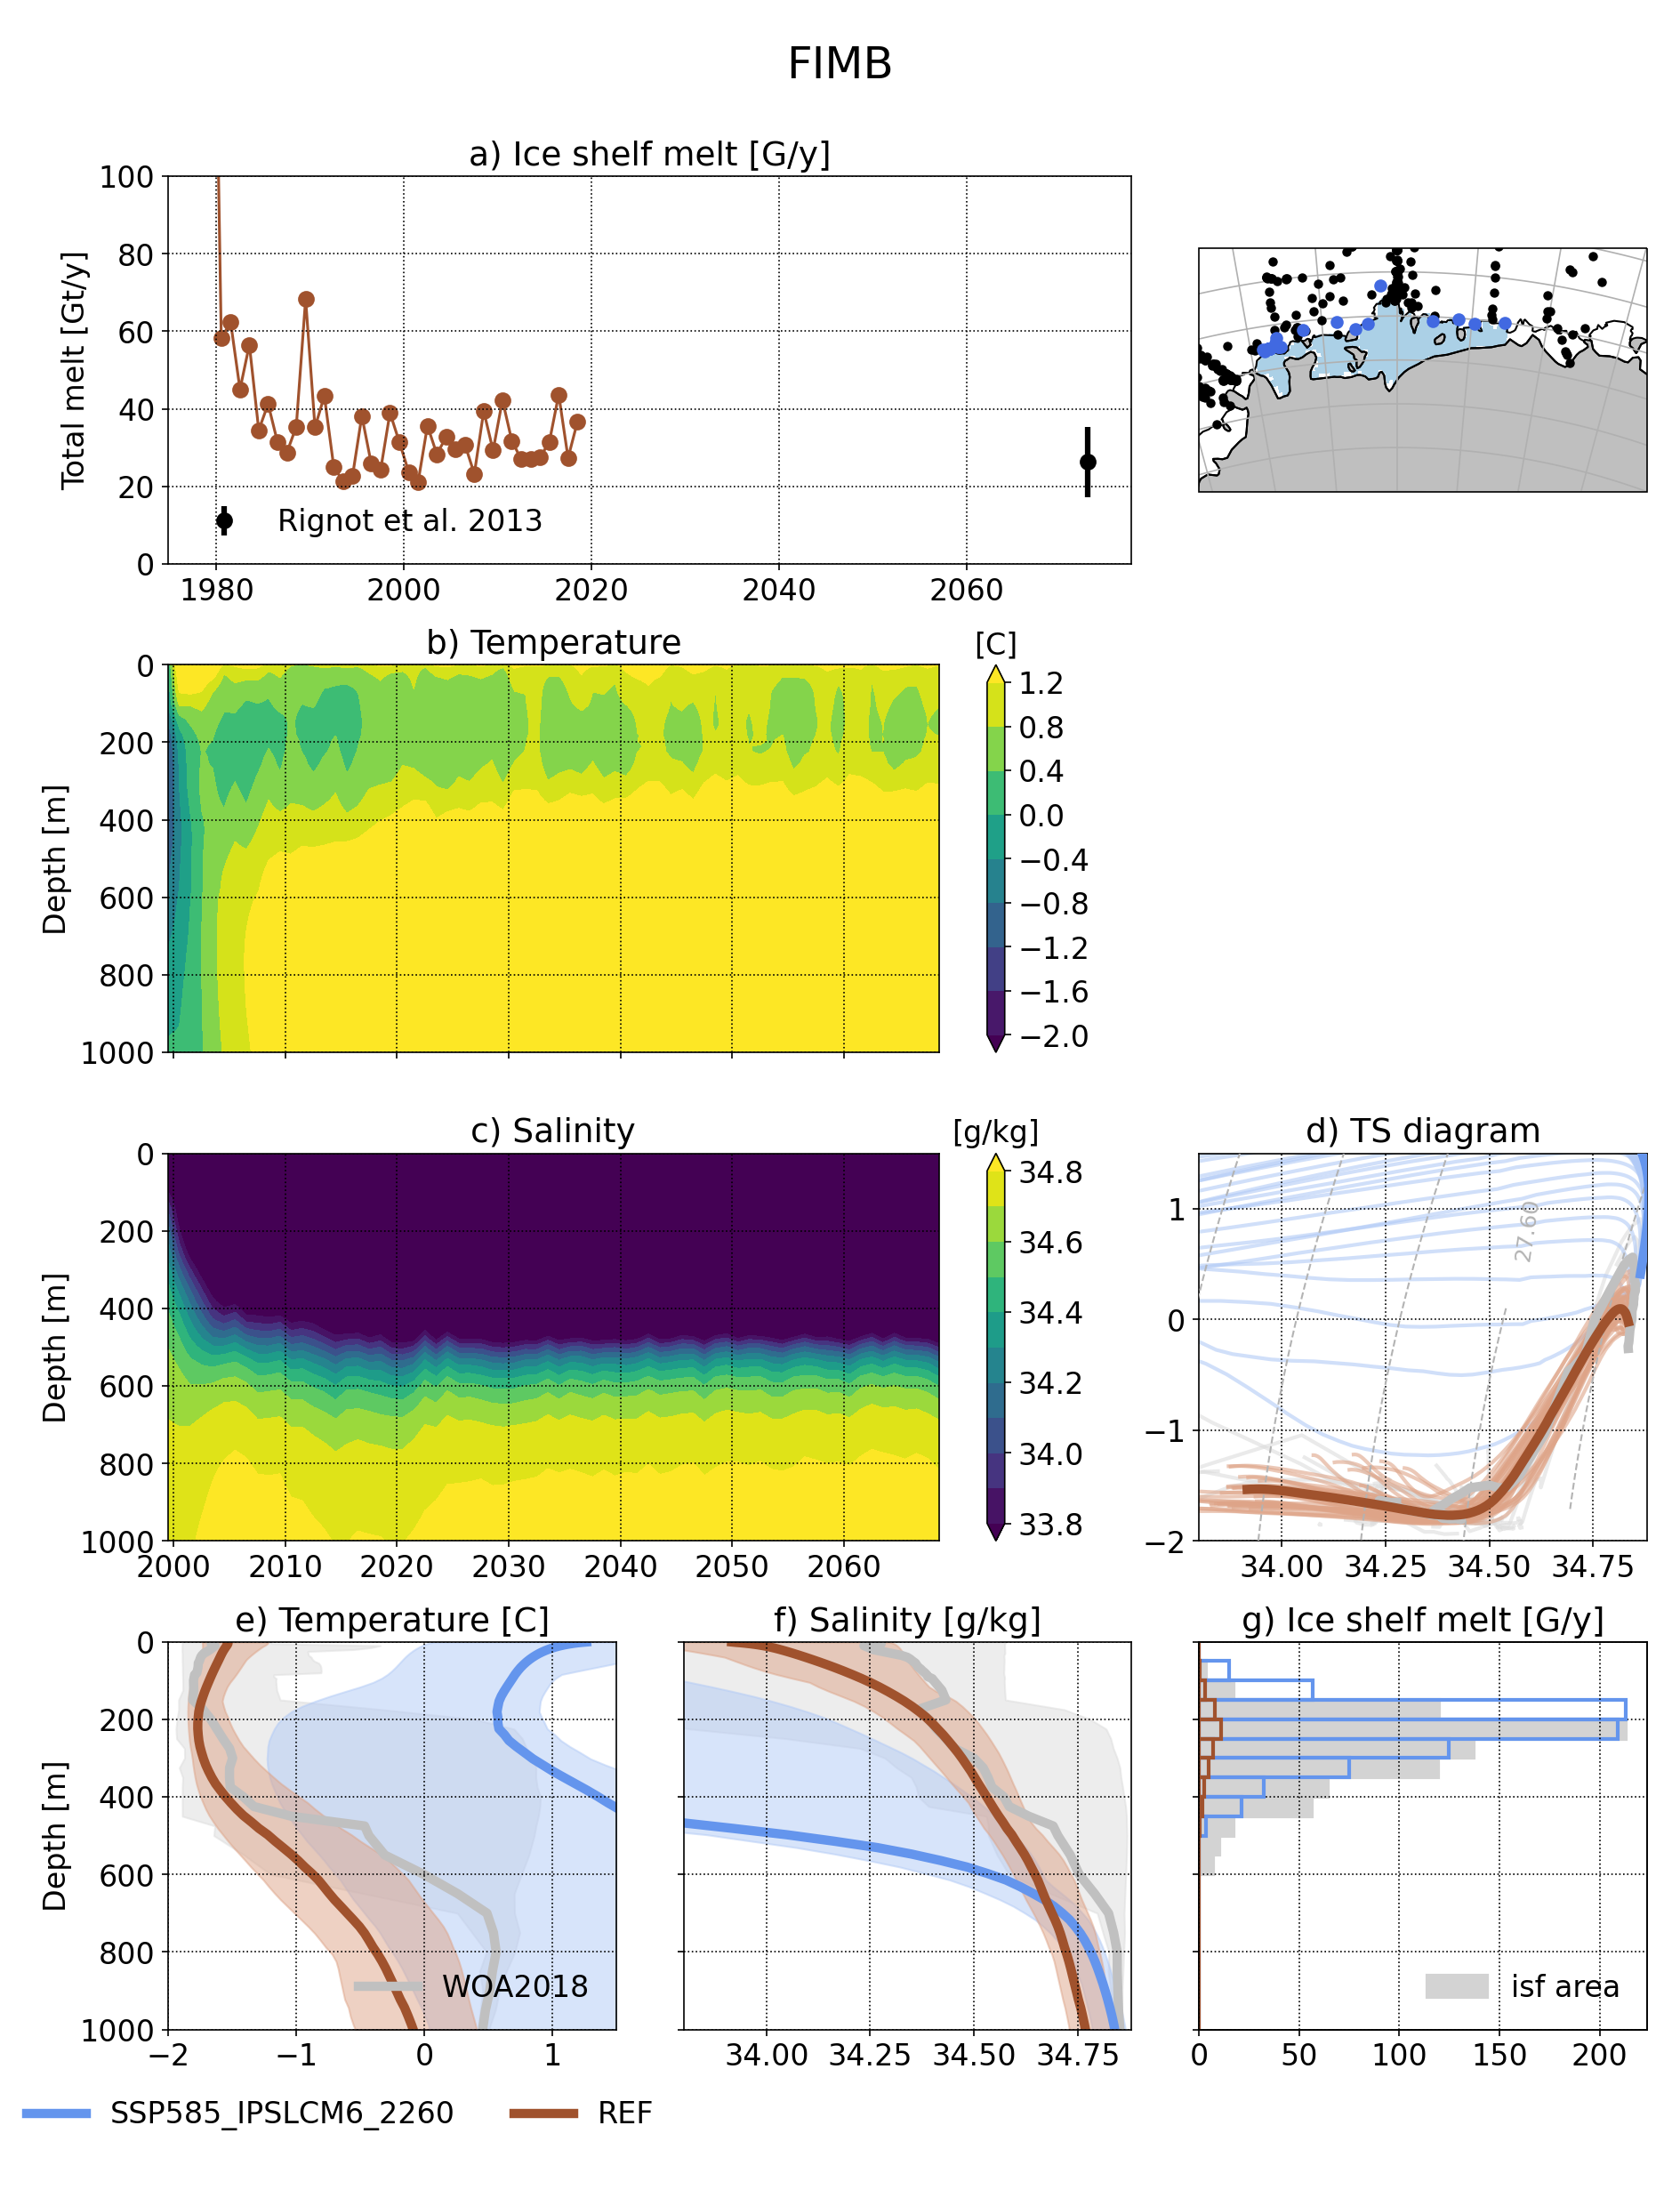 FIMB
a) Ice shelf melt [G/y]
Total melt [Gt/y]
100
80
60
40
20
0
Rignot et al. 2013
1980 2000 2020 2040 2060
b) Temperature
[C]
Depth [m]
0
200
400
600
800
1000
1.2
0.8
0.4
0.0
−0.4
−0.8
−1.2
−1.6
−2.0
c) Salinity
[g/kg]
Depth [m]
0
200
400
600
800
1000
2000 2010 2020 2030 2040 2050 2060
34.8
34.6
34.4
34.2
34.0
33.8
d) TS diagram
1
0
−1
−2
27.60
34.00 34.25 34.50 34.75
e) Temperature [C]
Depth [m]
0
200
400
600
800
1000
WOA2018
−2 −1 0 1
f) Salinity [g/kg]
34.00 34.25 34.50 34.75
g) Ice shelf melt [G/y]
isf area
0 50 100 150 200
SSP585_IPSLCM6_2260 REF